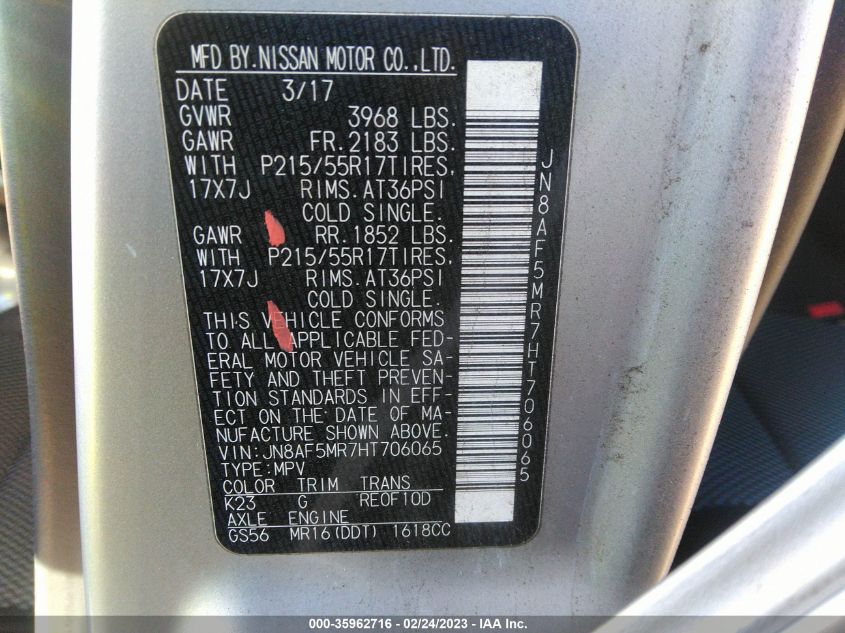 MFD BY.NISSAN MOTOR CO.,LTD.
DATE 3/17
GVWR 3968 LBS.
GAWR FR.2183 LBS.
WITH P215/55R17TIRES,
17X7J RIMS.AT36PSI
COLD SINGLE.
GAWR RR.1852 LBS.
WITH P215/55R17TIRES,
17X7J RIMS.AT36PSI
COLD SINGLE.
THIS VEHICLE CONFORMS
TO ALL APPLICABLE FED-
ERAL MOTOR VEHICLE SA-
FETY AND THEFT PREVEN-
TION STANDARDS IN EFF-
ECT ON THE DATE OF MA-
NUFACTURE SHOWN ABOVE.
VIN:JN8AF5MR7HT706065
TYPE:MPV
COLOR TRIM TRANS
K23 G RE0F10D
AXLE ENGINE
GS56 MR16(DDT) 1618CC
JN8AF5MR7HT706065
000-35962716 - 02/24/2023 - IAA Inc.